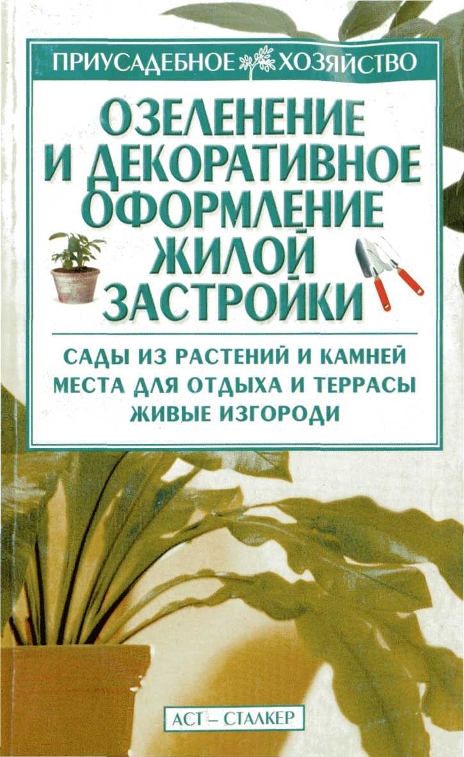 ПРИУСАДЕБНОЕ ХОЗЯЙСТВО
ОЗЕЛЕНЕНИЕ
И ДЕКОРАТИВНОЕ
ОФОРМЛЕНИЕ
ЖИЛОЙ
ЗАСТРОЙКИ
САДЫ ИЗ РАСТЕНИЙ И КАМНЕЙ
МЕСТА ДЛЯ ОТДЫХА И ТЕРРАСЫ
ЖИВЫЕ ИЗГОРОДИ
АСТ – СТАЛКЕР